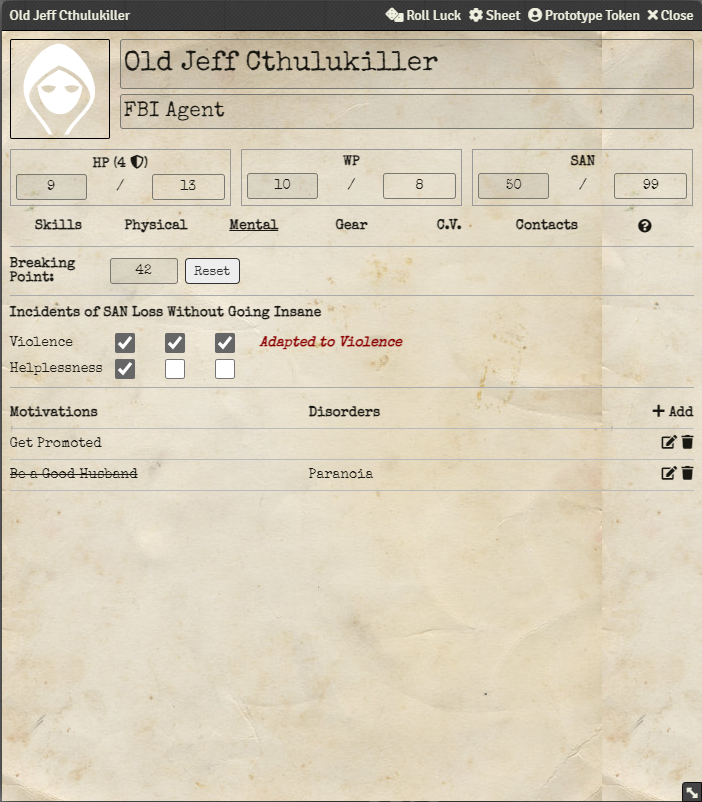 Old Jeff Cthulukiller Roll Luck Sheet Prototype Token Close
Old Jeff Cthulukiller
FBI Agent
HP (4 ) WP SAN
9 / 13 10 / 8 50 / 99
Skills Physical Mental Gear C.V. Contacts ?
Breaking Point: 42 Reset
Incidents of SAN Loss Without Going Insane
Violence Adapted to Violence
Helplessness
Motivations Disorders + Add
Get Promoted
Be a Good Husband Paranoia